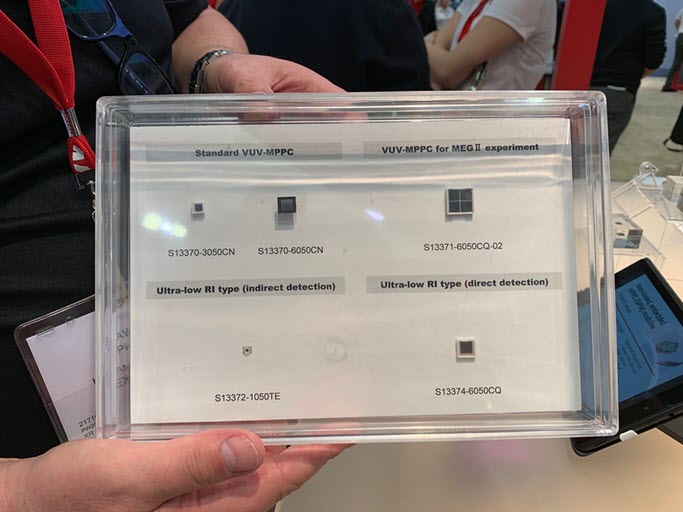 Standard VUV-MPPC
VUV-MPPC for MEG II experiment
S13370-3050CN
S13370-6050CN
S13371-6050CQ-02
Ultra-low RI type (indirect detection)
Ultra-low RI type (direct detection)
S13372-1050TE
S13374-6050CQ